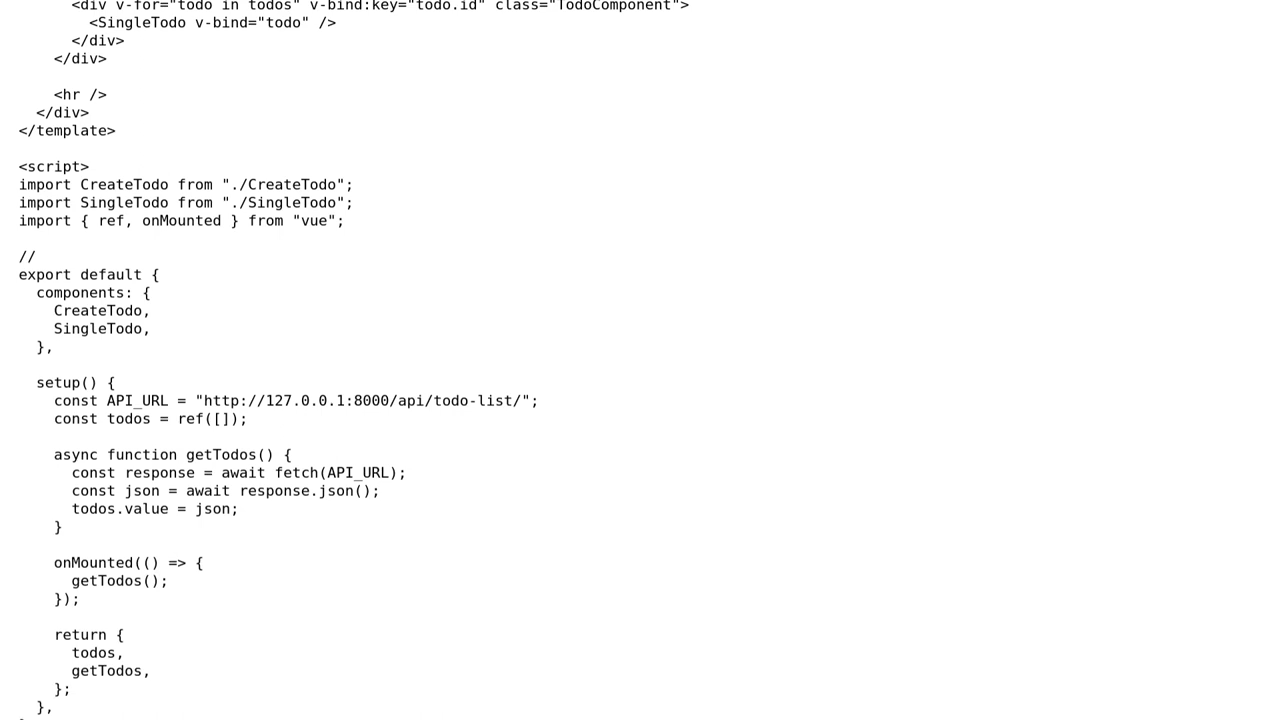 <div v-for="todo in todos" v-bind:key="todo.id" class="TodoComponent">
<SingleTodo v-bind="todo" />
</div>
</div>
<hr />
</div>
</template>
<script>
import CreateTodo from "./CreateTodo";
import SingleTodo from "./SingleTodo";
import { ref, onMounted } from "vue";
//
export default {
components: {
CreateTodo,
SingleTodo,
},
setup() {
const API_URL = "http://127.0.0.1:8000/api/todo-list/";
const todos = ref([]);
async function getTodos() {
const response = await fetch(API_URL);
const json = await response.json();
todos.value = json;
}
onMounted(() => {
getTodos();
});
return {
todos,
getTodos,
};
},